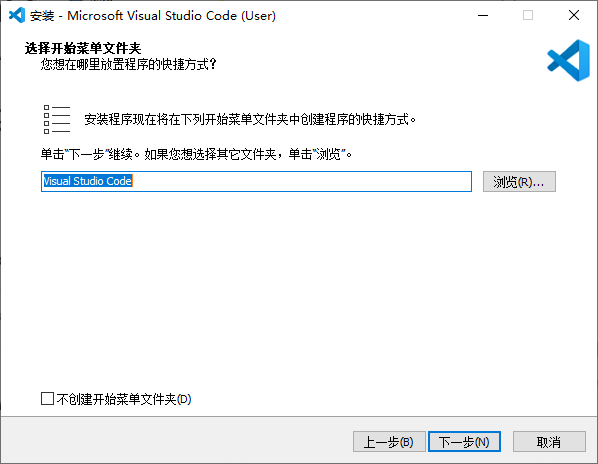 安装 - Microsoft Visual Studio Code (User)
选择开始菜单文件夹
您想在哪里放置程序的快捷方式？
安装程序现在将在下列开始菜单文件夹中创建程序的快捷方式。
单击“下一步”继续。如果您想选择其它文件夹，单击“浏览”。
Visual Studio Code
浏览(R)...
不创建开始菜单文件夹(D)
上一步(B)
下一步(N)
取消